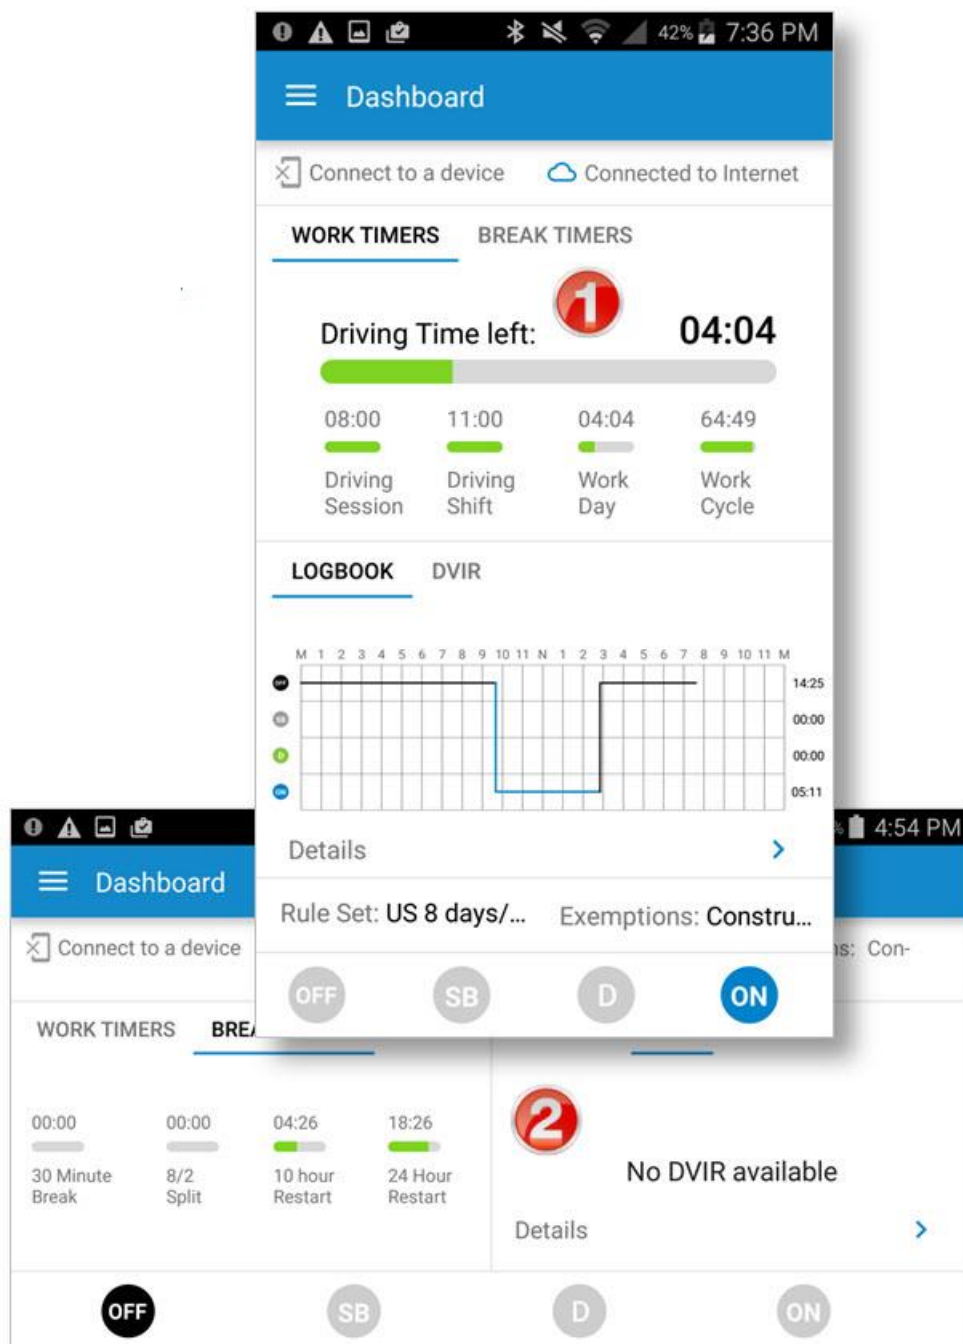 42% 7:36 PM
Dashboard
Connect to a device Connected to Internet
WORK TIMERS BREAK TIMERS
1
Driving Time left: 04:04
08:00 11:00 04:04 64:49
Driving Driving Work Work
Session Shift Day Cycle
LOGBOOK DVIR
M 1 2 3 4 5 6 7 8 9 10 11 N 1 2 3 4 5 6 7 8 9 10 11 M
OFF 14:25
SB 00:00
D 00:00
ON 05:11
Details
Rule Set: US 8 days/... Exemptions: Constru...
OFF SB D ON
% 4:54 PM
Dashboard
Connect to a device s: Con-
WORK TIMERS BREA
2
00:00 00:00 04:26 18:26
30 Minute 8/2 10 hour 24 Hour
Break Split Restart Restart
No DVIR available
Details
OFF SB D ON